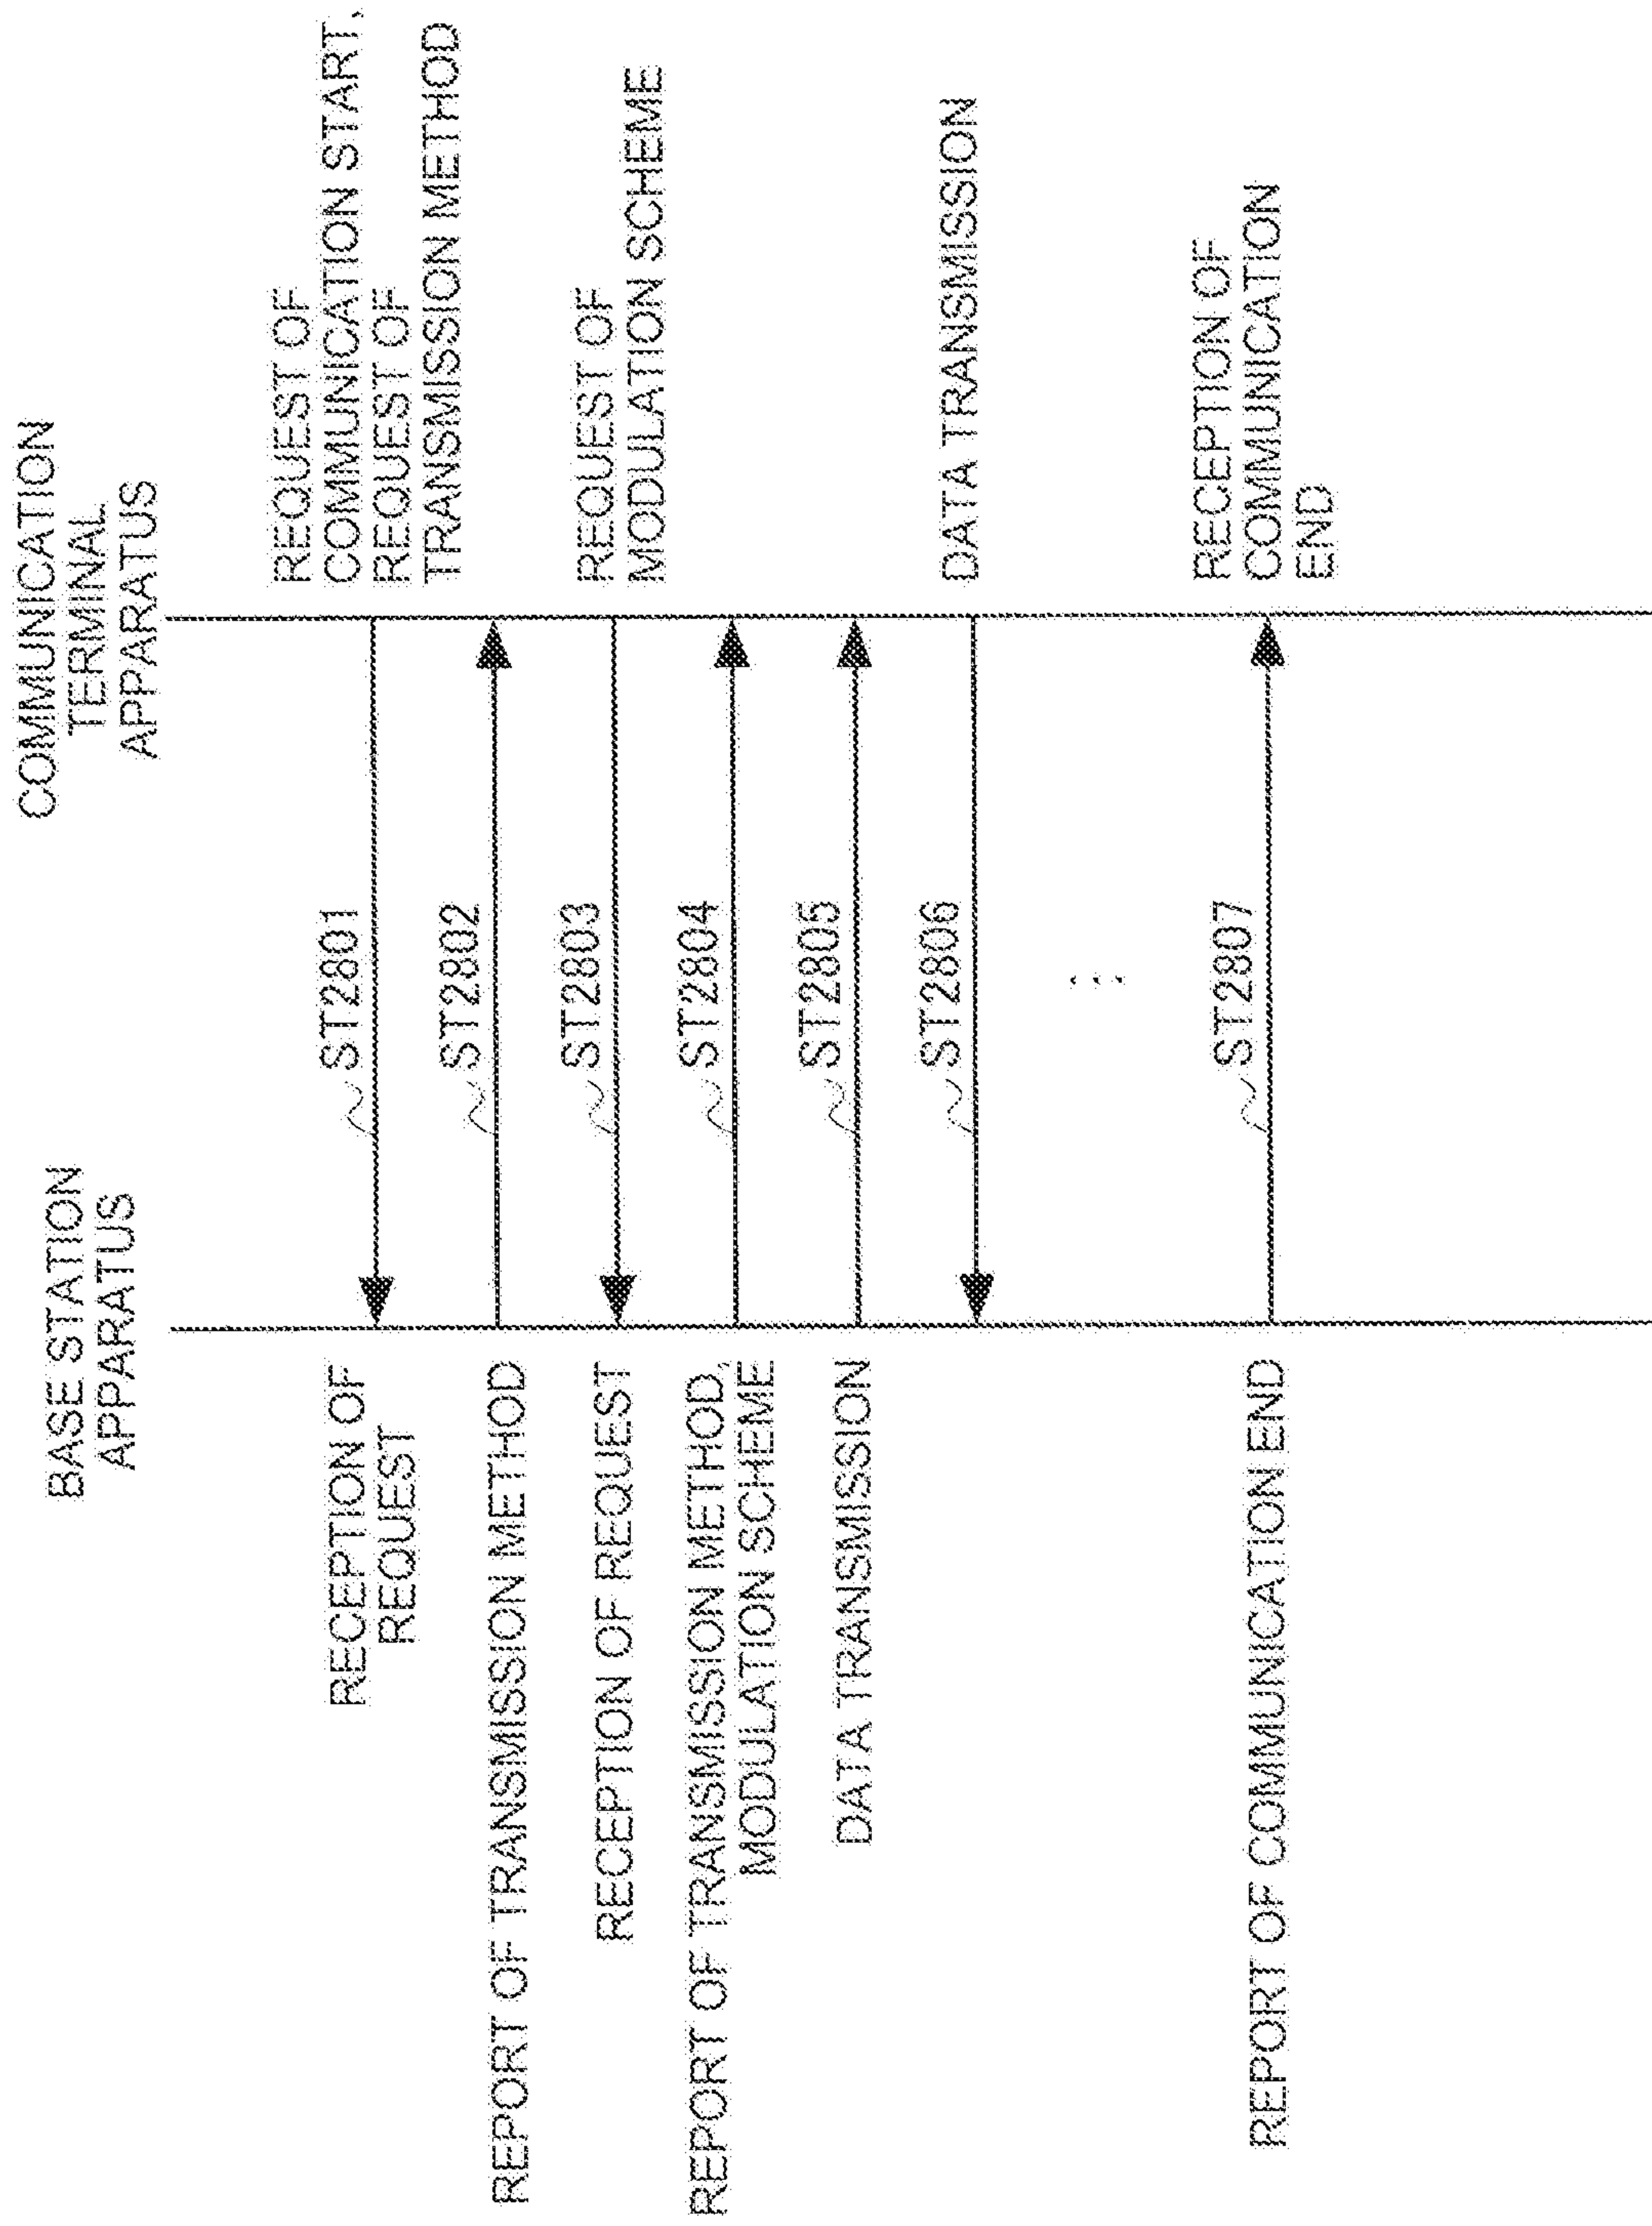 BASE STATION
APPARATUS
COMMUNICATION
TERMINAL
APPARATUS
RECEPTION OF
REQUEST
ST2801
REQUEST OF
COMMUNICATION START,
REQUEST OF
TRANSMISSION METHOD
REPORT OF TRANSMISSION METHOD
ST2802
RECEPTION OF REQUEST
ST2803
REQUEST OF
MODULATION SCHEME
REPORT OF TRANSMISSION METHOD,
MODULATION SCHEME
ST2804
DATA TRANSMISSION
ST2805
ST2806
DATA TRANSMISSION
...
REPORT OF COMMUNICATION END
ST2807
RECEPTION OF
COMMUNICATION
END